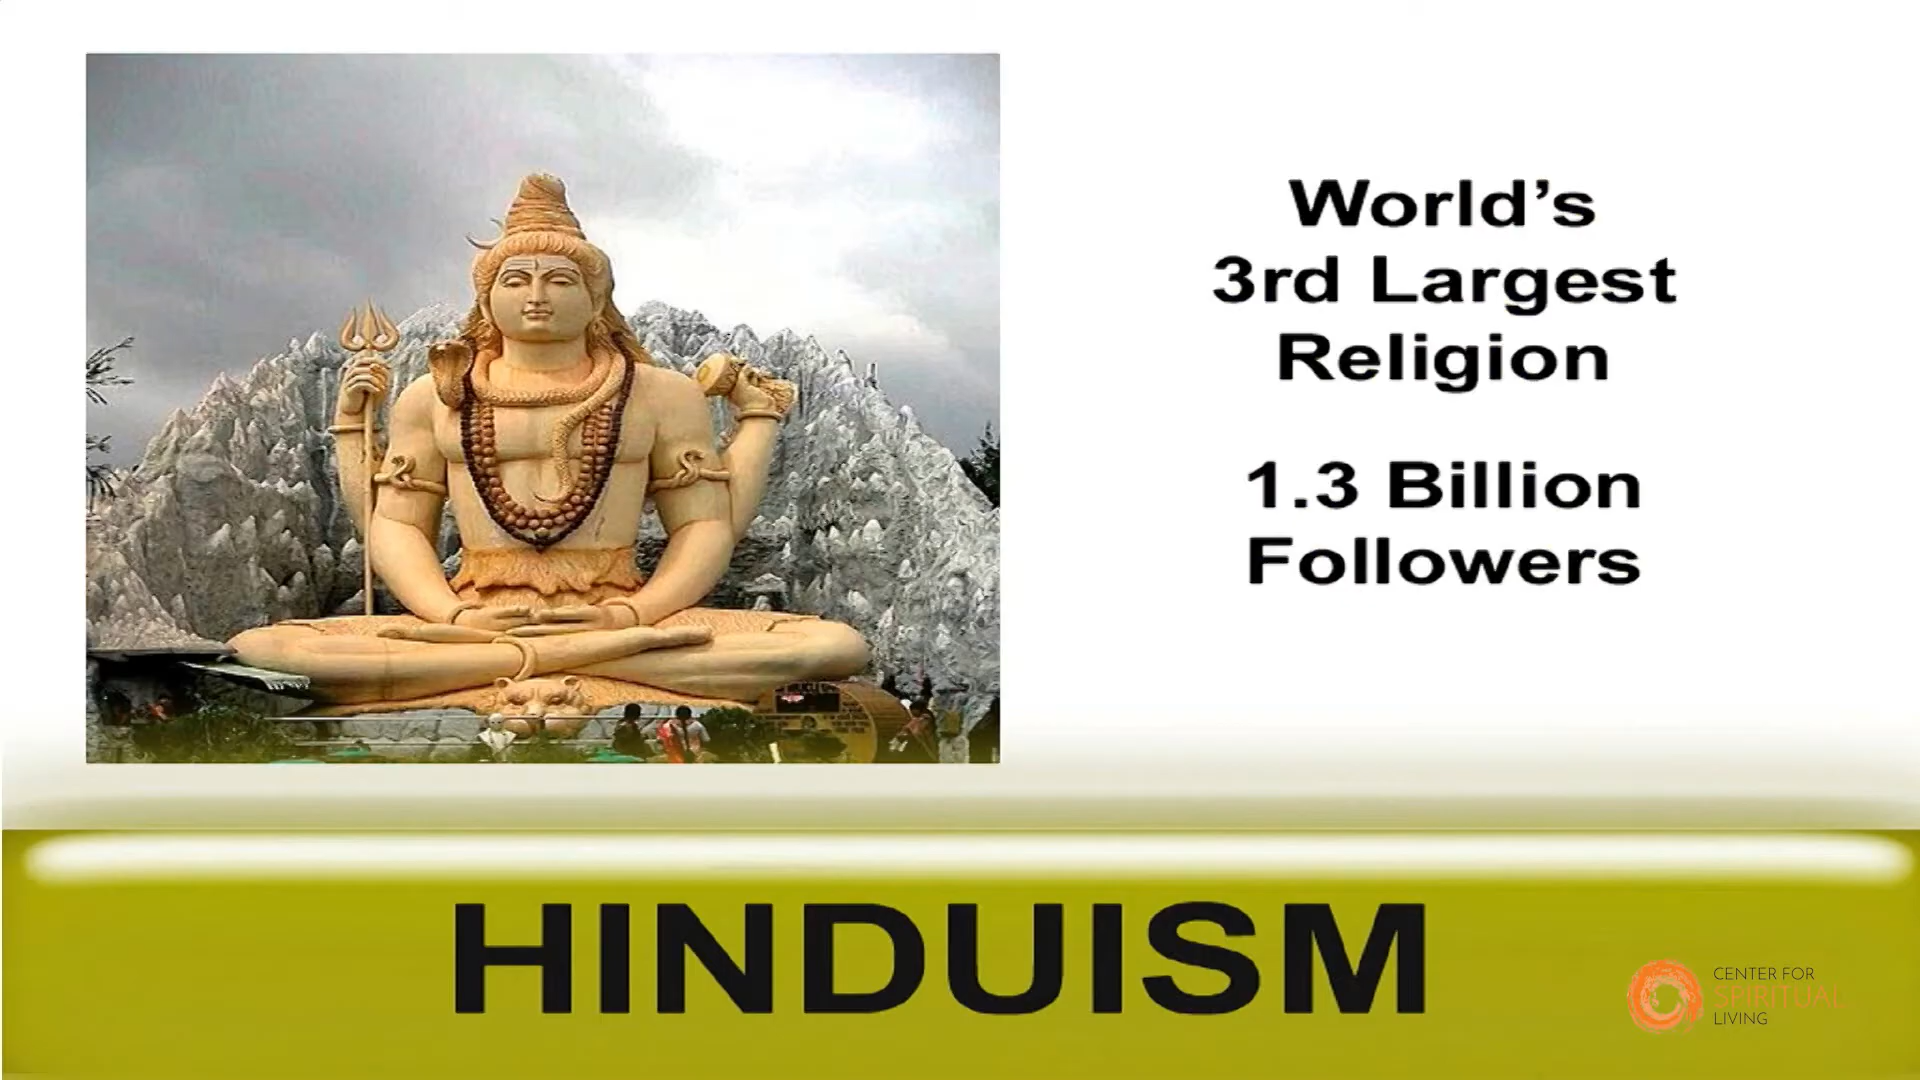 World’s
3rd Largest
Religion
1.3 Billion
Followers
HINDUISM
CENTER FOR
SPIRITUAL
LIVING